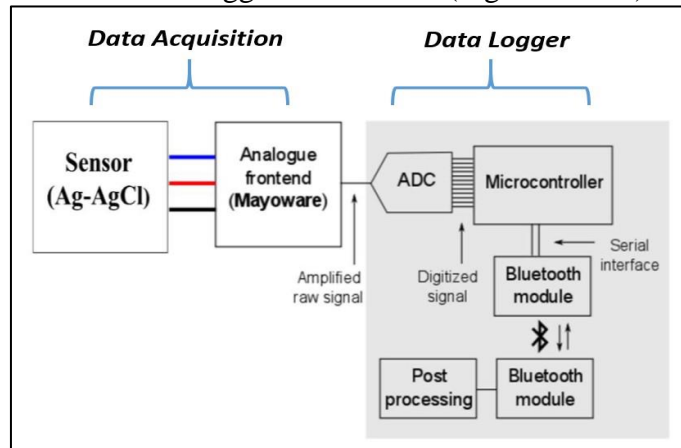 Data Acquisition
Data Logger
Sensor
(Ag-AgCl)
Analogue
frontend
(Mayoware)
ADC
Microcontroller
Amplified
raw signal
Digitized
signal
Serial
interface
Bluetooth
module
Post
processing
Bluetooth
module